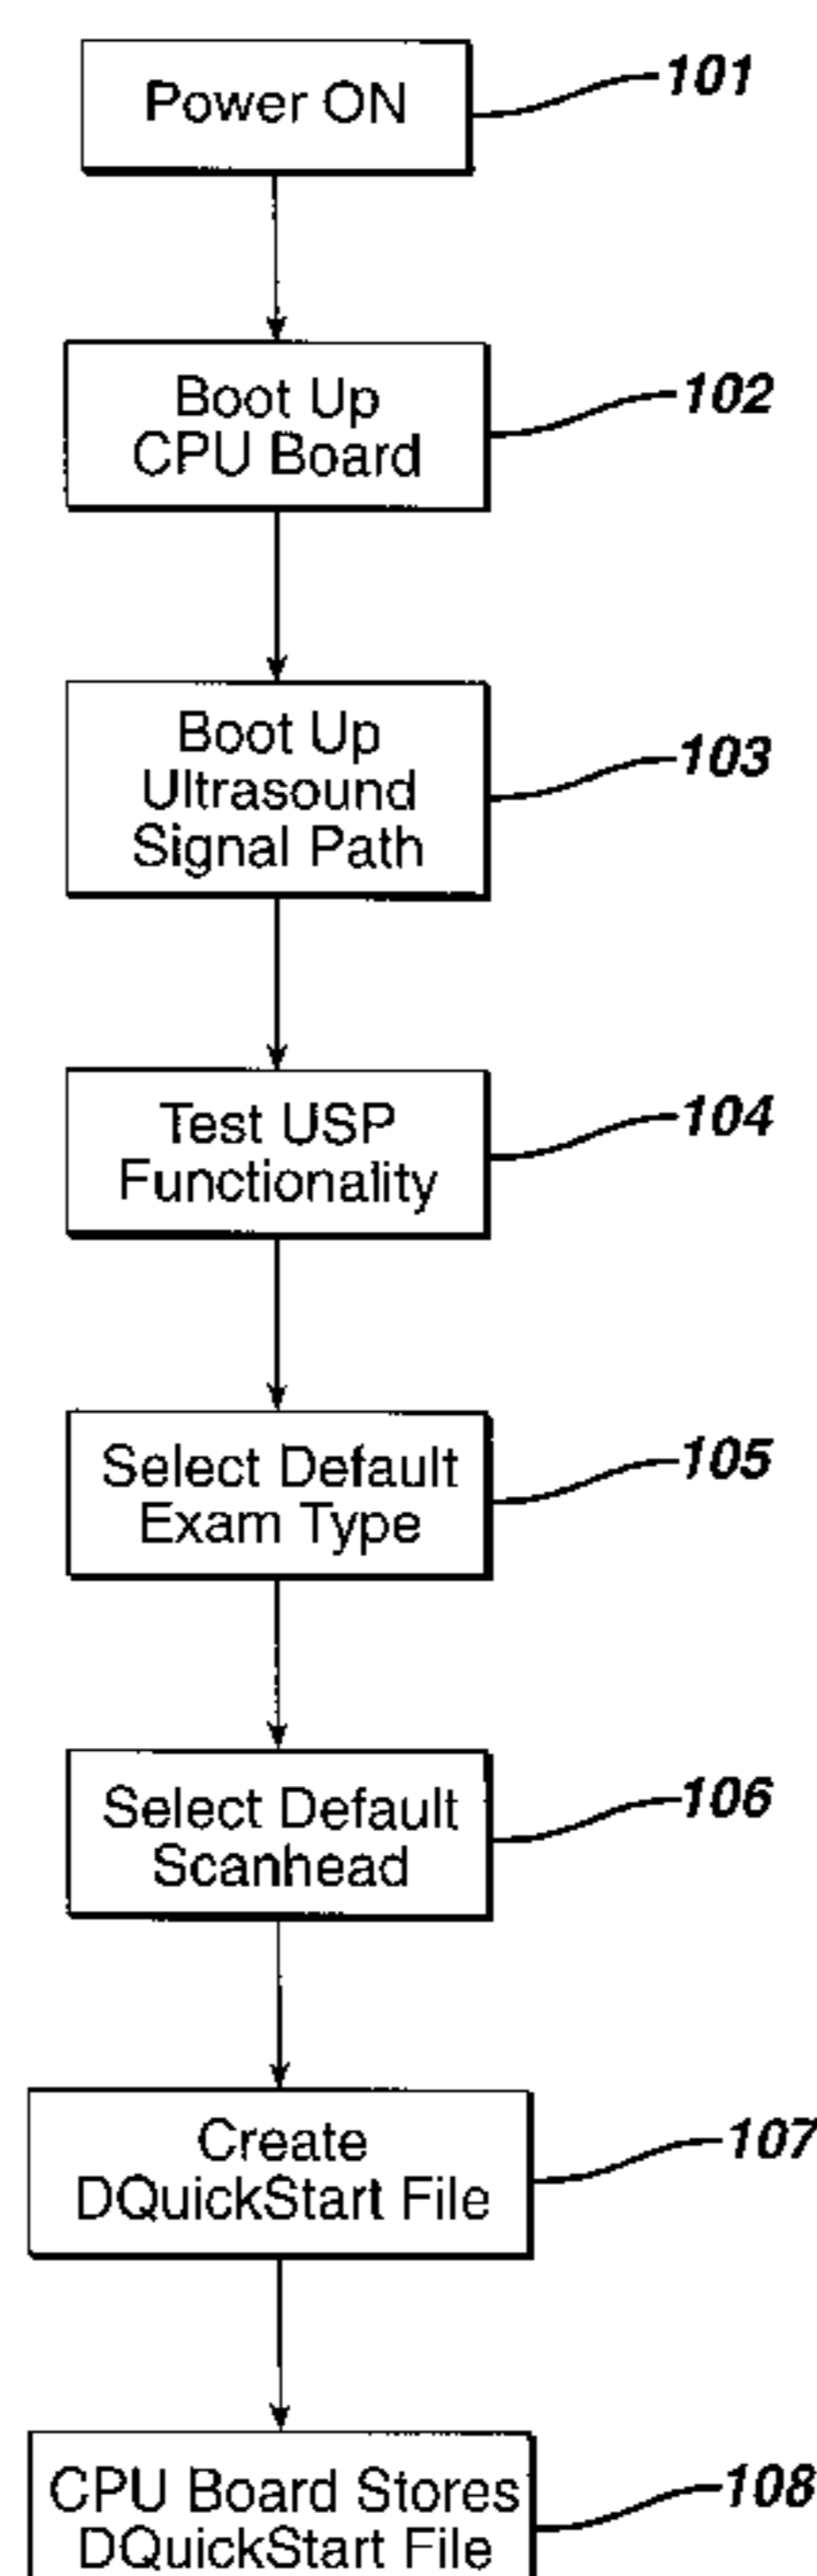 Power ON
101
Boot Up
CPU Board
102
Boot Up
Ultrasound
Signal Path
103
Test USP
Functionality
104
Select Default
Exam Type
105
Select Default
Scanhead
106
Create
DQuickStart File
107
CPU Board Stores
DQuickStart File
108